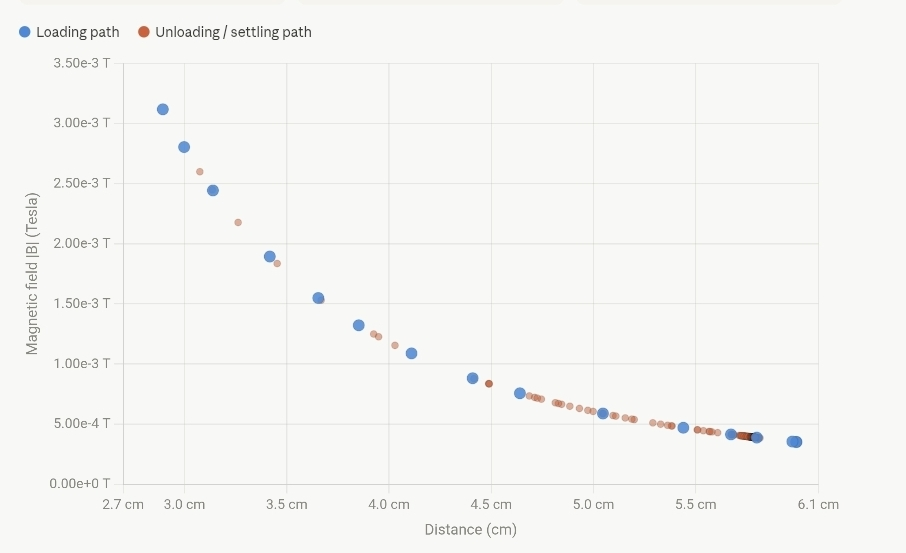 Loading path Unloading / settling path
3.50e-3 T
3.00e-3 T
2.50e-3 T
2.00e-3 T
1.50e-3 T
1.00e-3 T
5.00e-4 T
0.00e+0 T
Magnetic field |B| (Tesla)
2.7 cm 3.0 cm 3.5 cm 4.0 cm 4.5 cm 5.0 cm 5.5 cm 6.1 cm
Distance (cm)